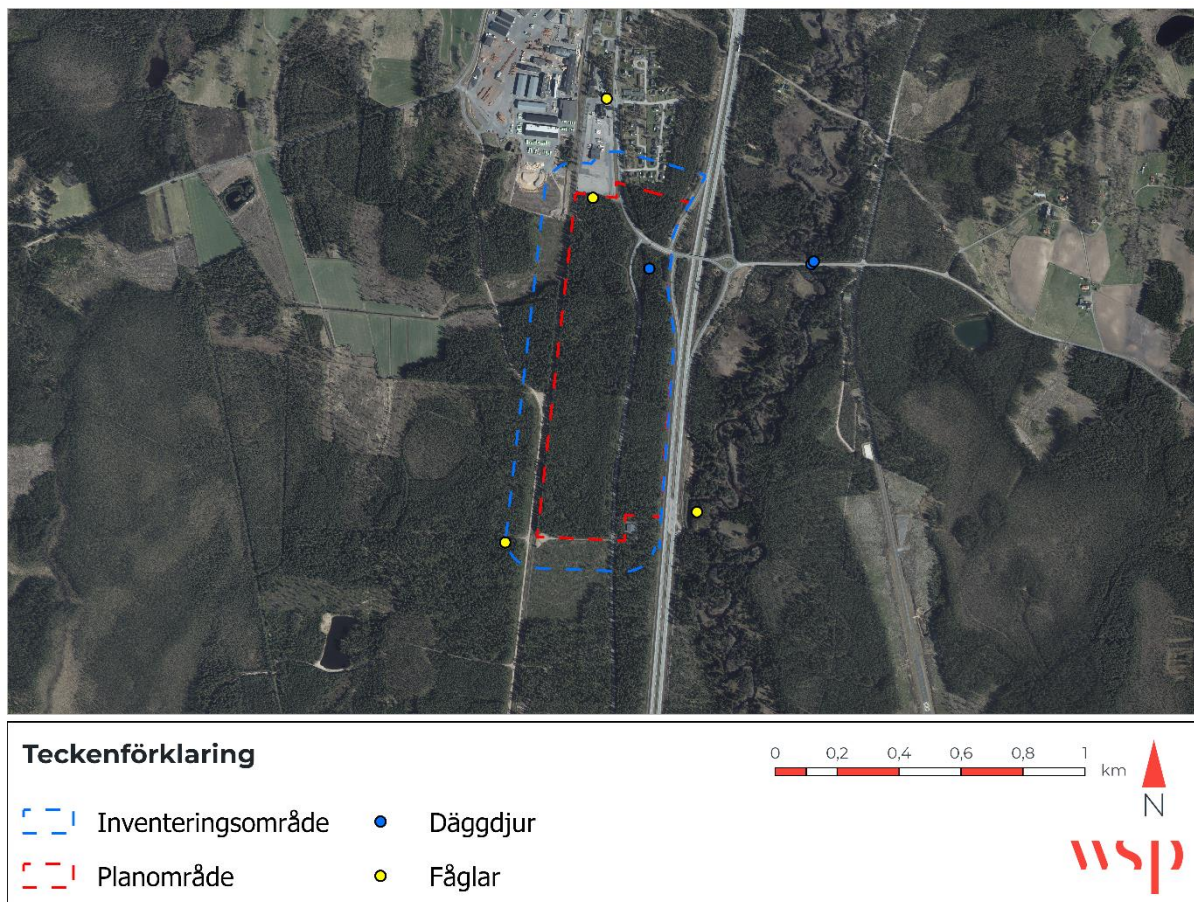 Teckenförklaring
0 0,2 0,4 0,6 0,8 1
km
N
Inventeringsområde
Däggdjur
Planområde
Fåglar
wsp